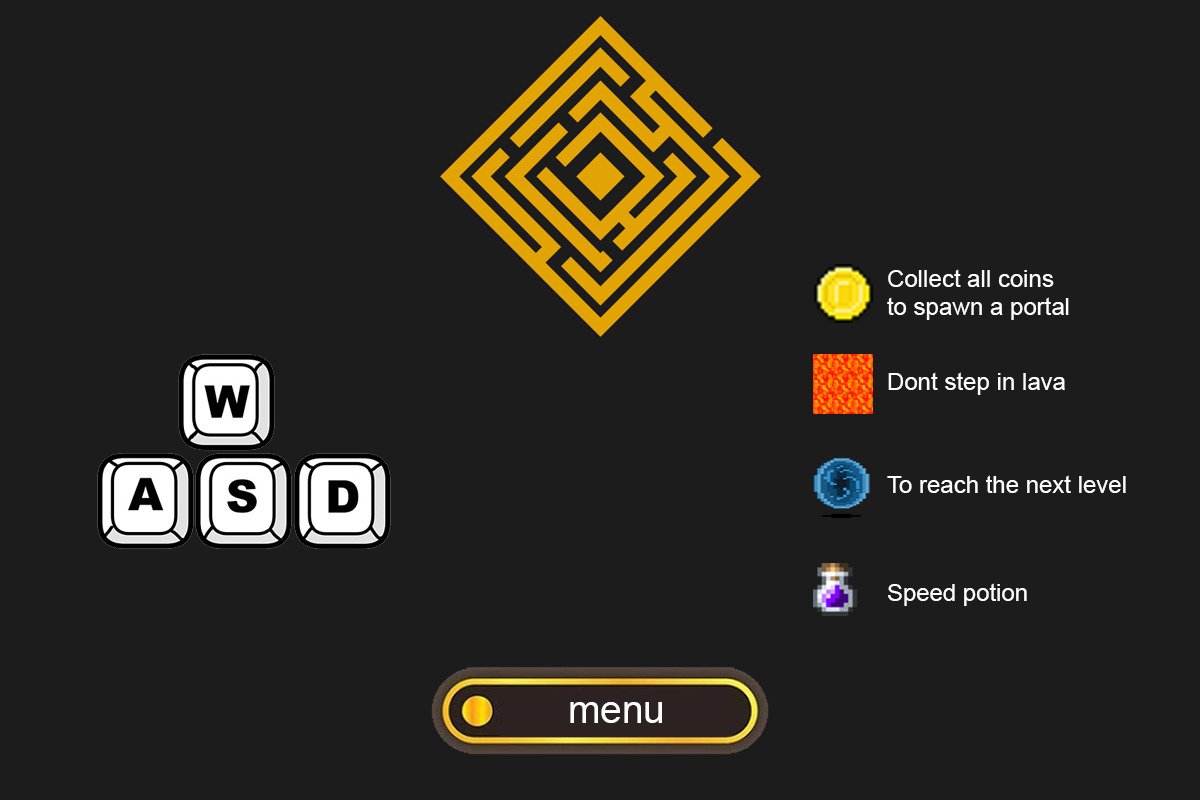 Collect all coins
to spawn a portal
W
Dont step in lava
A S D
To reach the next level
Speed potion
menu